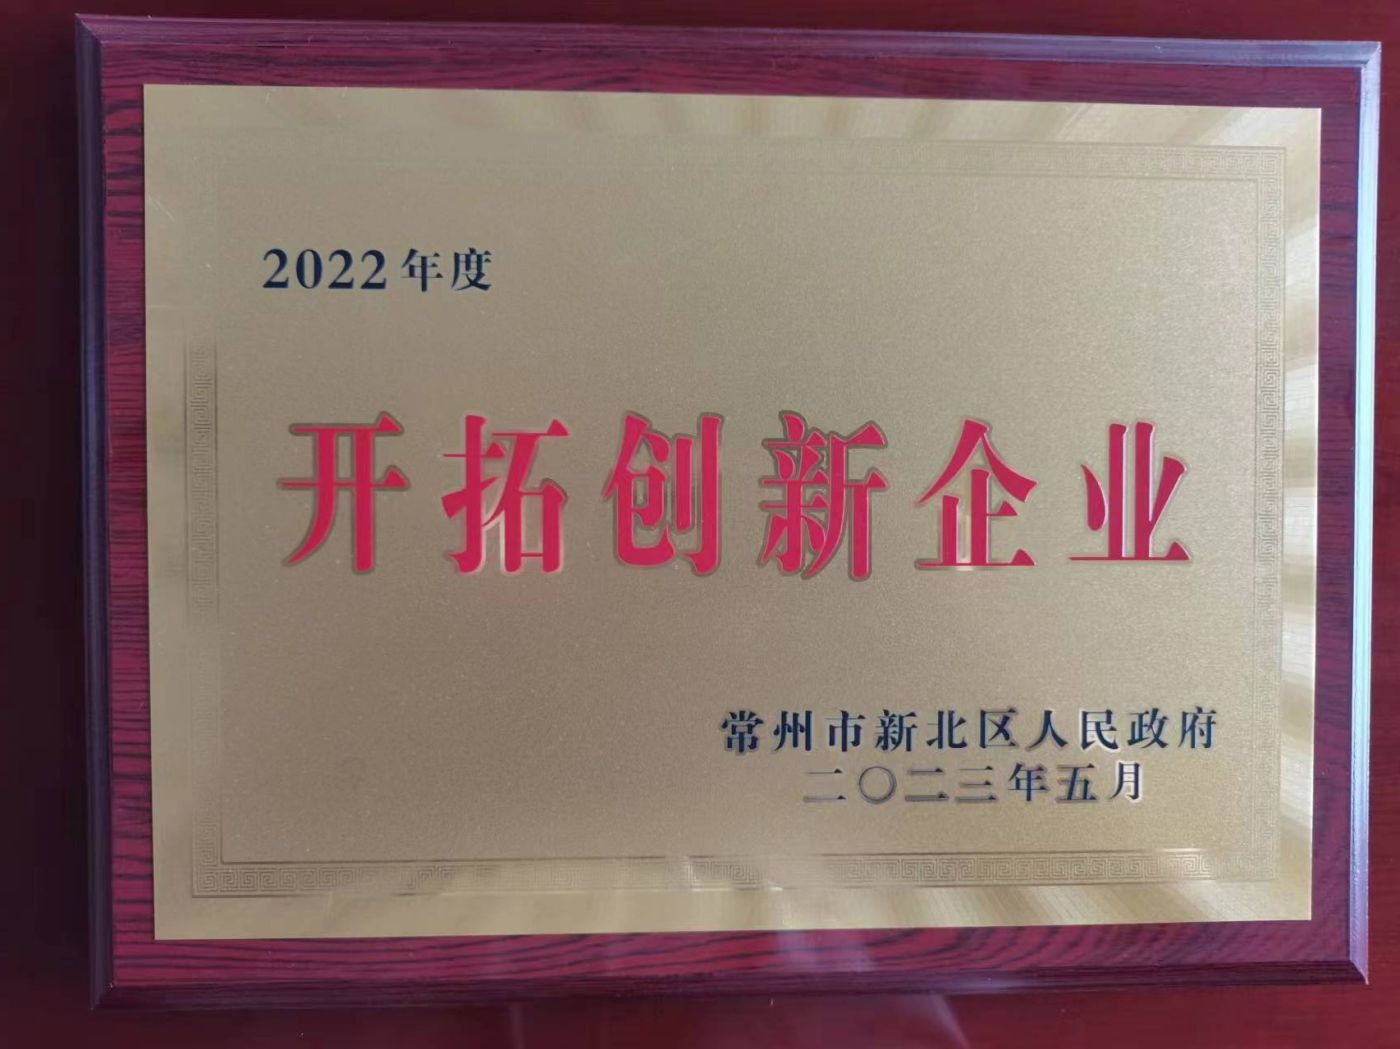 2022年度
开拓创新企业
常州市新北区人民政府
二〇二三年五月